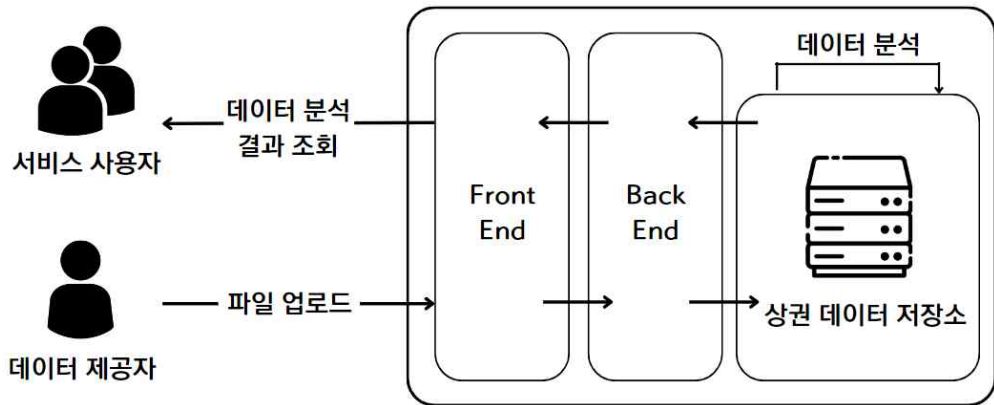 데이터 분석
데이터 분석
결과 조회
서비스 사용자
Front
End
Back
End
파일 업로드
상권 데이터 저장소
데이터 제공자